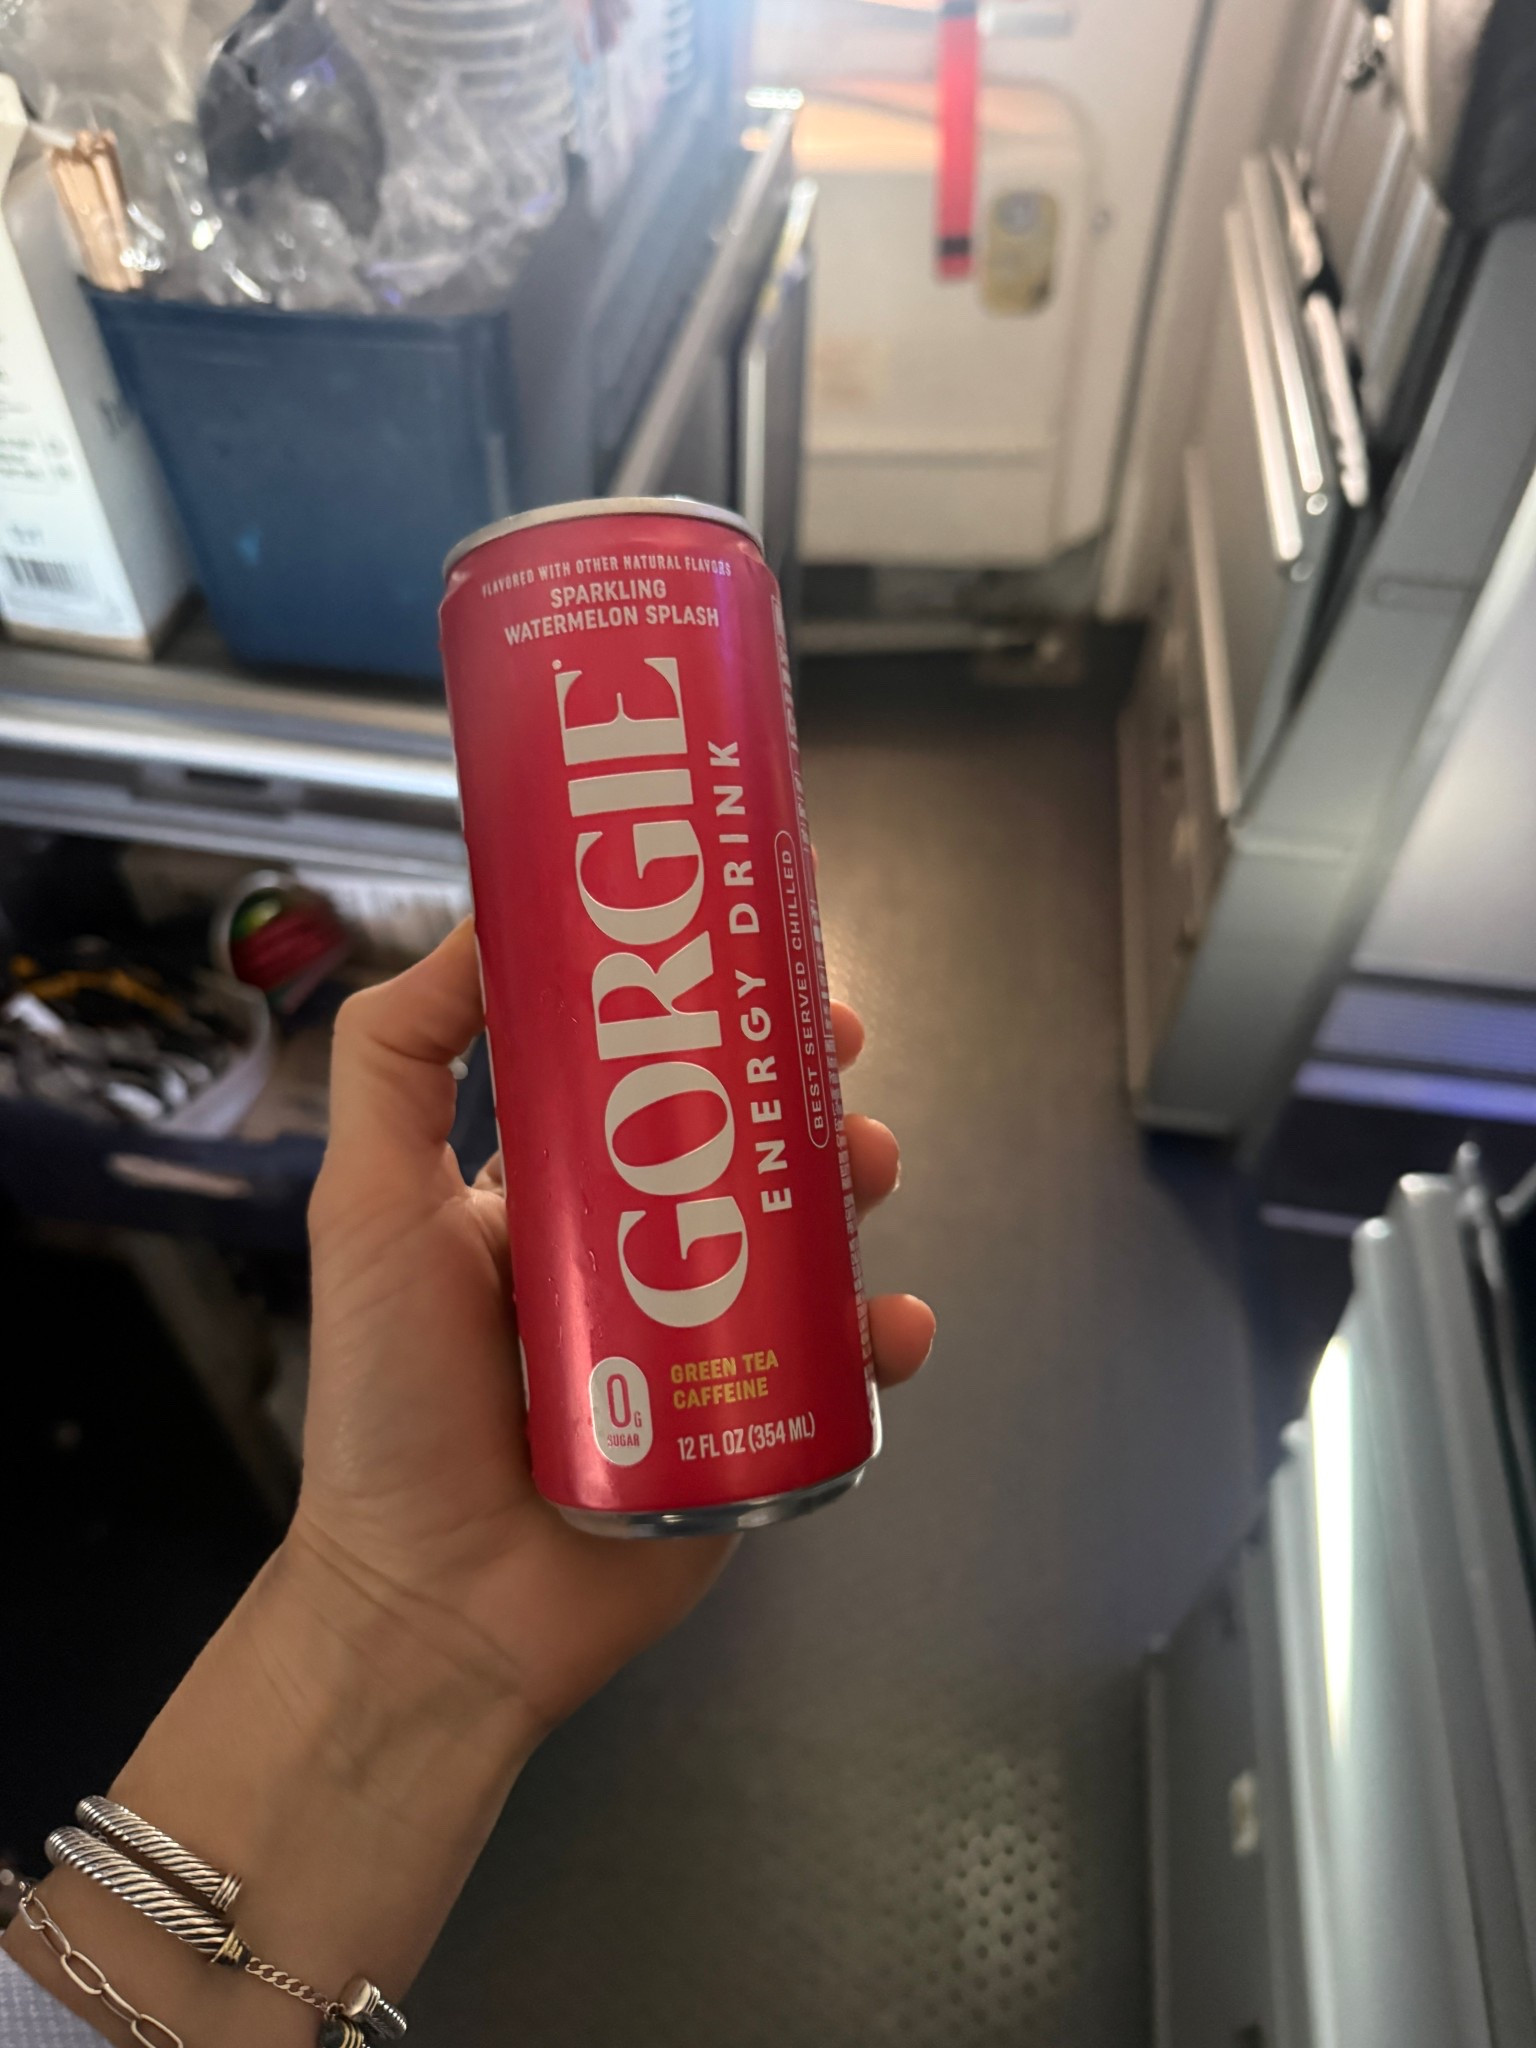 FLAVORED WITH OTHER NATURAL FLAVORS
SPARKLING
WATERMELON SPLASH
GORGIE
ENERGY DRINK
BEST SERVED CHILLED
0G
SUGAR
GREEN TEA
CAFFEINE
12 FL OZ (354 ML)